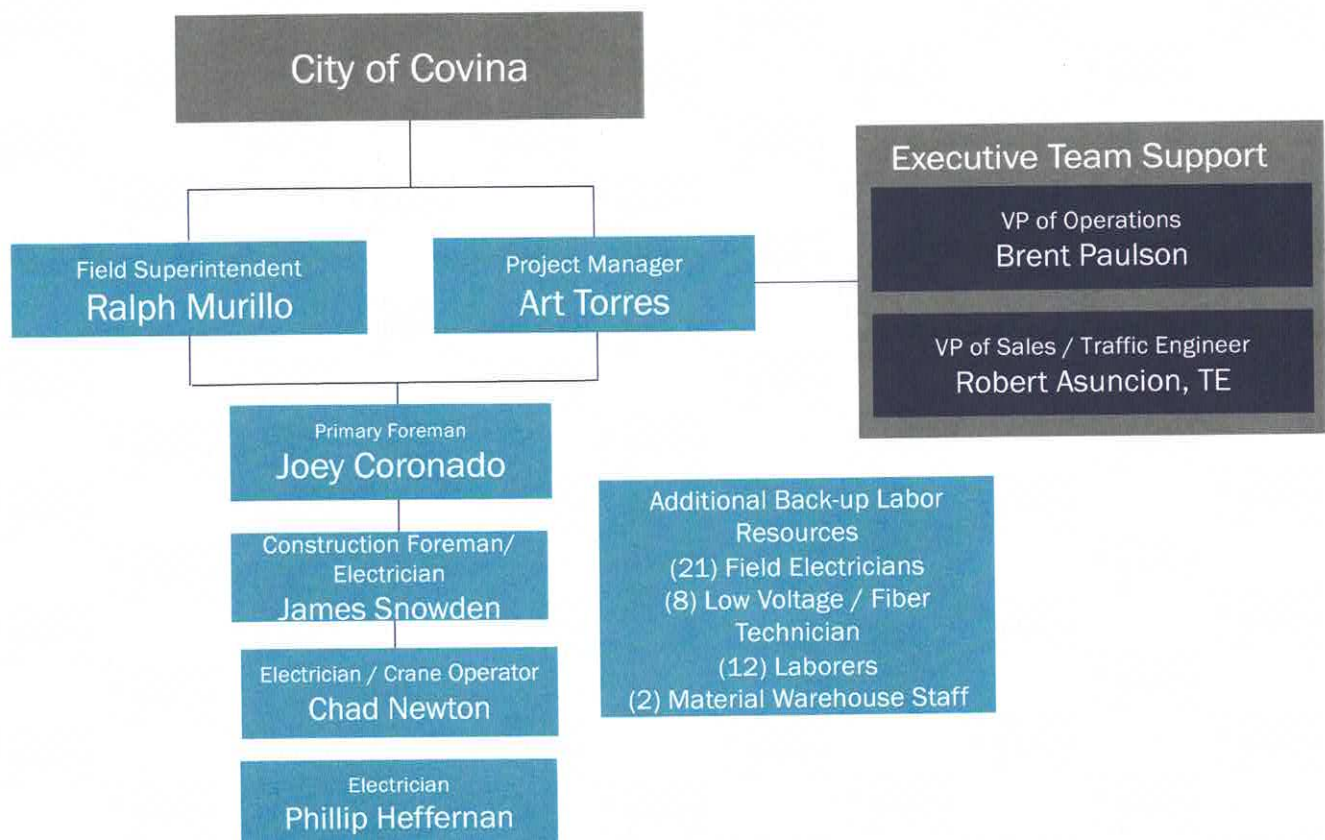 City of Covina
Executive Team Support
VP of Operations
Brent Paulson
VP of Sales / Traffic Engineer
Robert Asuncion, TE
Field Superintendent
Ralph Murillo
Project Manager
Art Torres
Primary Foreman
Joey Coronado
Construction Foreman/
Electrician
James Snowden
Electrician / Crane Operator
Chad Newton
Electrician
Phillip Heffernan
Additional Back-up Labor
Resources
(21) Field Electricians
(8) Low Voltage / Fiber
Technician
(12) Laborers
(2) Material Warehouse Staff